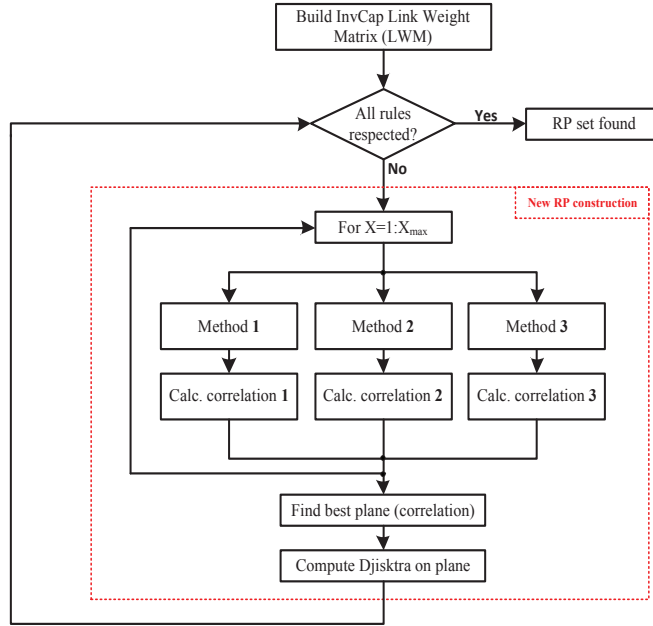 Build InvCap Link Weight
Matrix (LWM)
All rules
respected?
Yes
RP set found
No
New RP construction
For X=1:Xmax
Method 1
Method 2
Method 3
Calc. correlation 1
Calc. correlation 2
Calc. correlation 3
Find best plane (correlation)
Compute Djisktra on plane